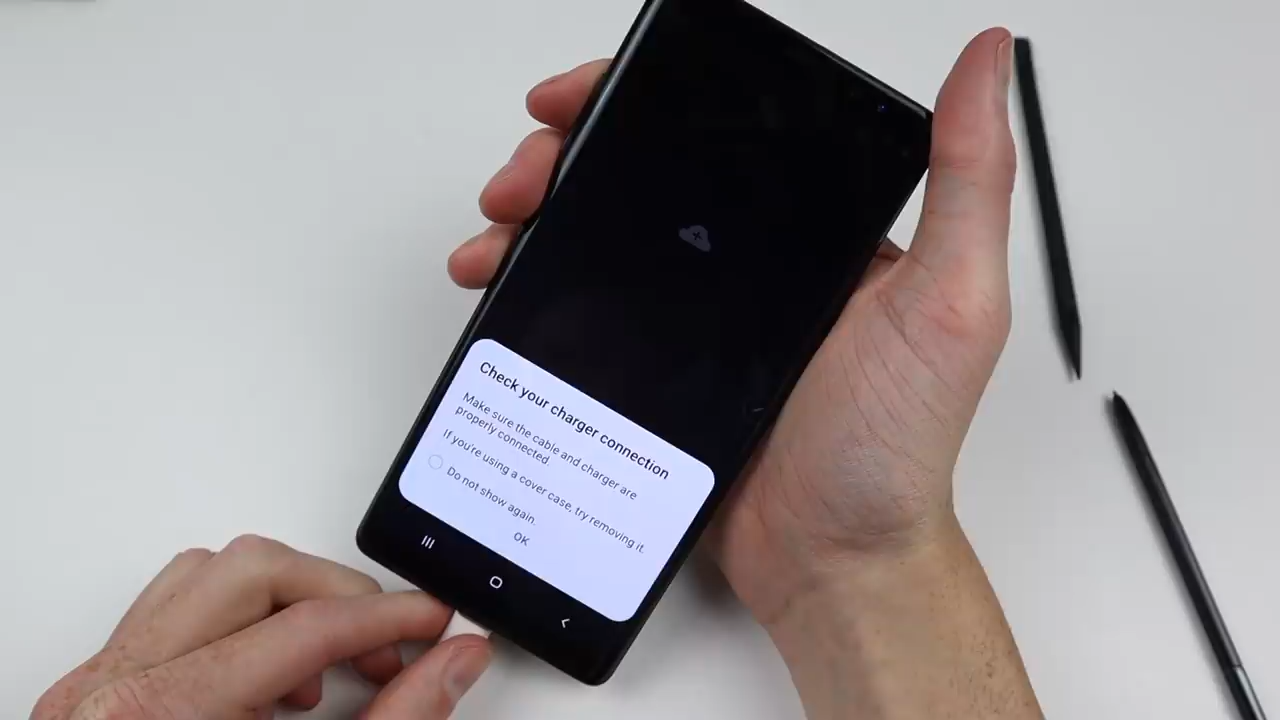 Check your charger connection
Make sure the cable and charger are
properly connected.
If you're using a cover case, try removing it.
Do not show again.
OK